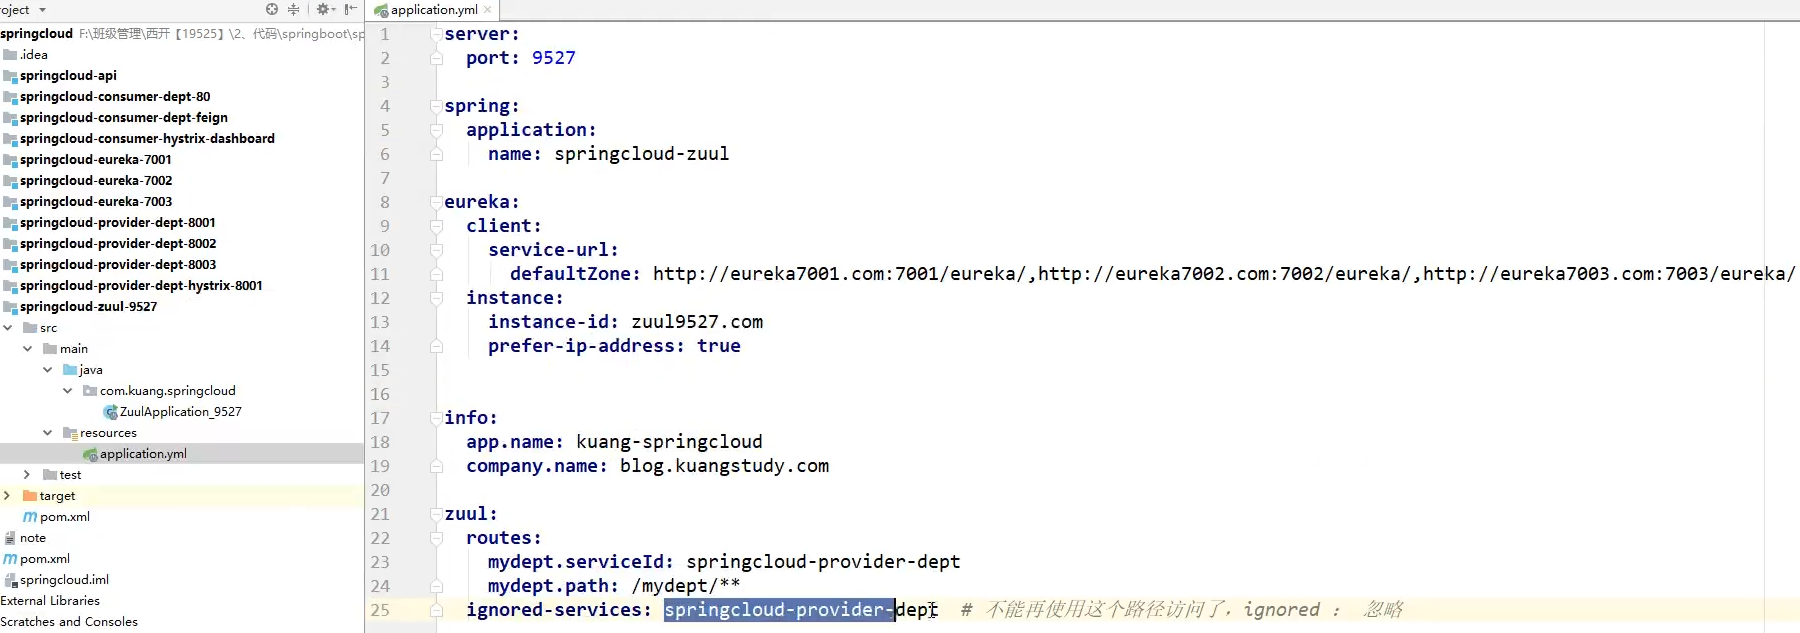 roject
springcloud F:\班级管理\西开【19525】\2、代码\springboot\sp
.idea
springcloud-api
springcloud-consumer-dept-80
springcloud-consumer-dept-feign
springcloud-consumer-hystrix-dashboard
springcloud-eureka-7001
springcloud-eureka-7002
springcloud-eureka-7003
springcloud-provider-dept-8001
springcloud-provider-dept-8002
springcloud-provider-dept-8003
springcloud-provider-dept-hystrix-8001
springcloud-zuul-9527
src
main
java
com.kuang.springcloud
ZuulApplication_9527
resources
application.yml
test
target
pom.xml
note
pom.xml
springcloud.iml
External Libraries
Scratches and Consoles
application.yml
1 server:
2 port: 9527
3
4 spring:
5 application:
6 name: springcloud-zuul
7
8 eureka:
9 client:
10 service-url:
11 defaultZone: http://eureka7001.com:7001/eureka/,http://eureka7002.com:7002/eureka/,http://eureka7003.com:7003/eureka/
12 instance:
13 instance-id: zuul9527.com
14 prefer-ip-address: true
15
16
17 info:
18 app.name: kuang-springcloud
19 company.name: blog.kuangstudy.com
20
21 zuul:
22 routes:
23 mydept.serviceId: springcloud-provider-dept
24 mydept.path: /mydept/**
25 ignored-services: springcloud-provider-dept # 不能再使用这个路径访问了，ignored ： 忽略